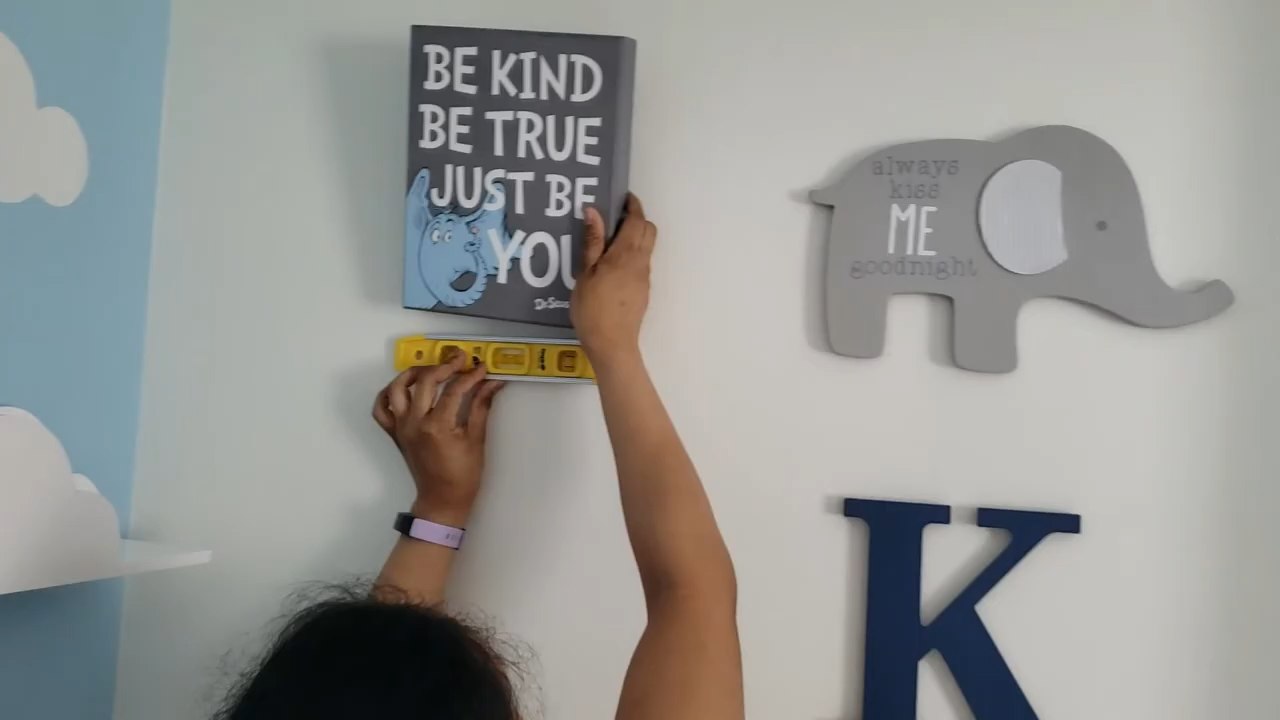 BE KIND
BE TRUE
JUST BE
YOU
always
kiss
ME
goodnight
K